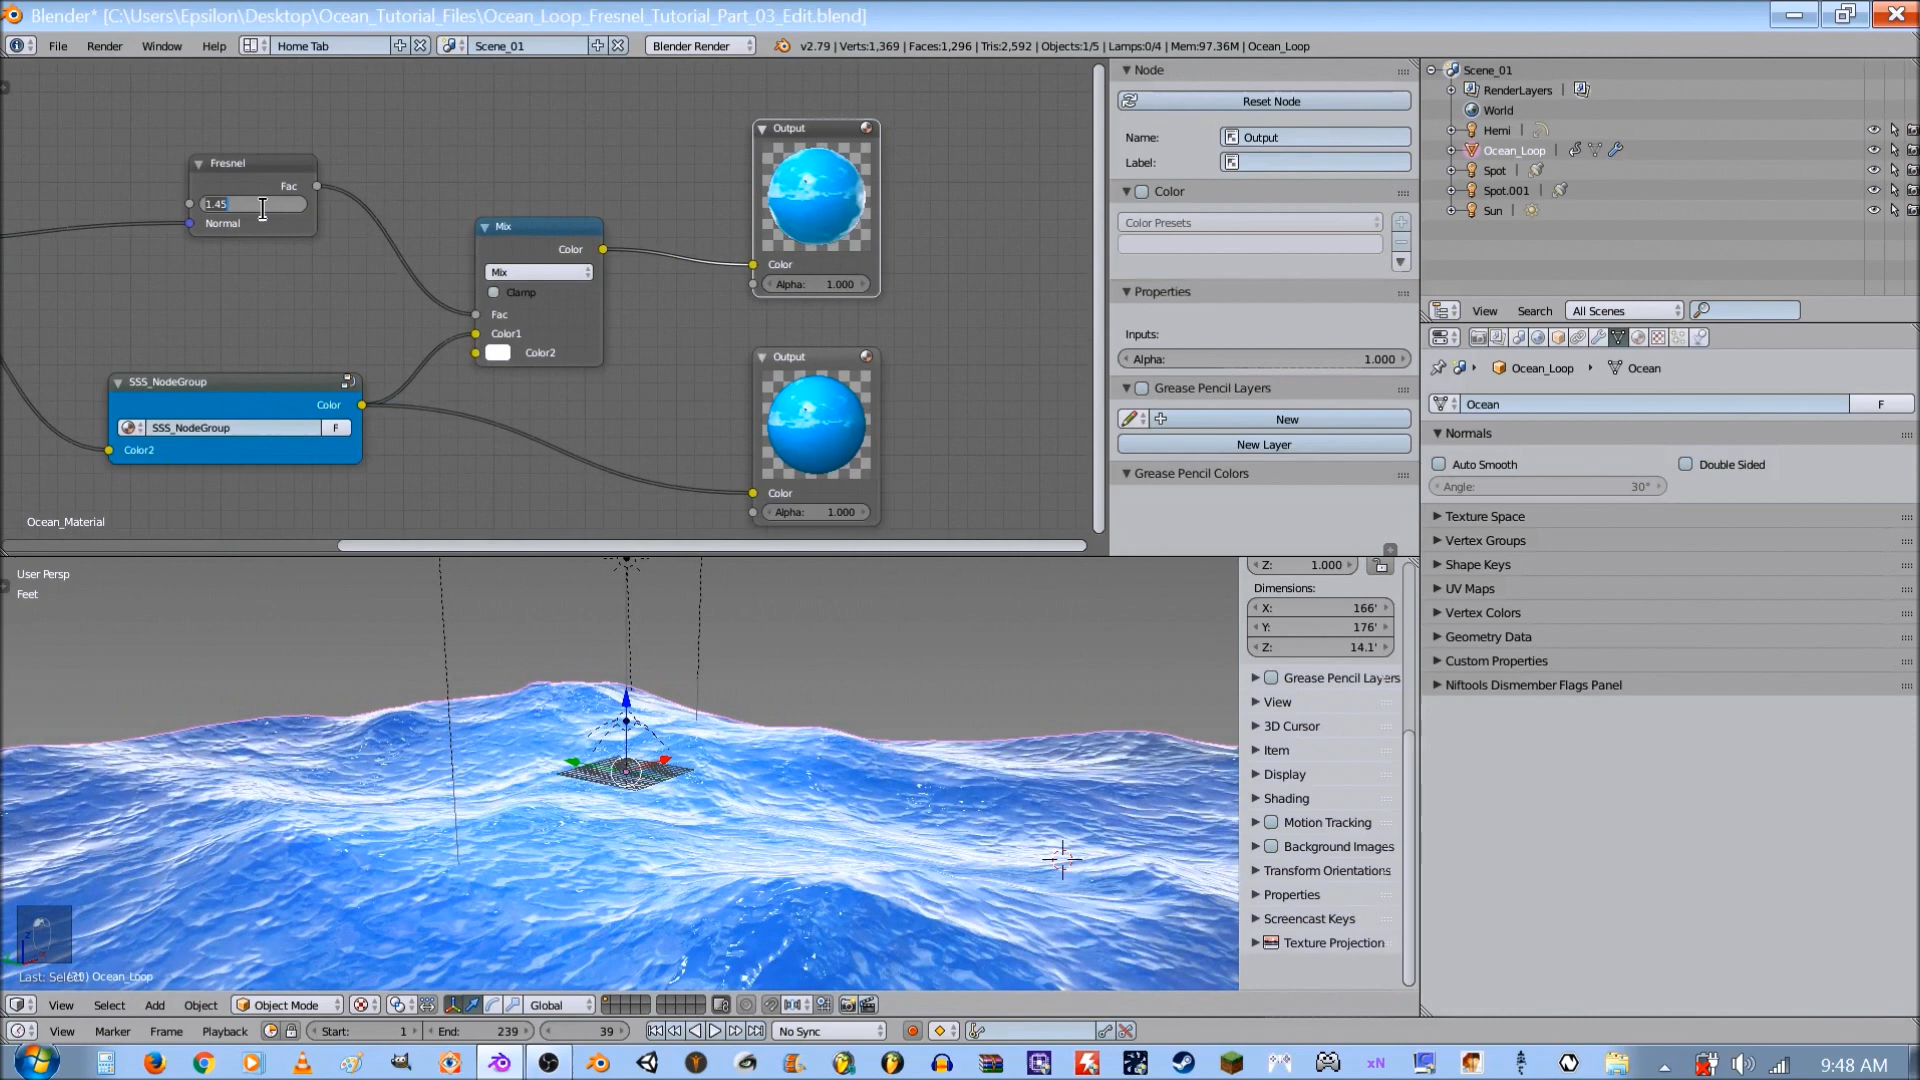 Blender* [C:\Users\Epsilon\Desktop\Ocean_Tutorial_Files\Ocean_Loop_Fresnel_Tutorial_Part_03_Edit.blend]
File Render Window Help Home Tab Scene_01 Blender Render v2.79 | Verts:1,369 | Faces:1,296 | Tris:2,592 | Objects:1/5 | Lamps:0/4 | Mem:97.36M | Ocean_Loop
Fresnel
Fac
1.45
Normal
Mix
Color
Mix
Clamp
Fac
Color1
Color2
SSS_NodeGroup
Color
SSS_NodeGroup F
Color2
Output
Color
Alpha: 1.000
Output
Color
Alpha: 1.000
Ocean_Material
Node
Reset Node
Name: Output
Label:
Color
Color Presets
Properties
Inputs:
Alpha: 1.000
Grease Pencil Layers
New
New Layer
Grease Pencil Colors
Scene_01
RenderLayers
World
Hemi
Ocean_Loop
Spot
Spot.001
Sun
View Search All Scenes
Ocean_Loop Ocean
Ocean F
Normals
Auto Smooth Double Sided
Angle: 30°
Texture Space
Vertex Groups
Shape Keys
UV Maps
Vertex Colors
Geometry Data
Custom Properties
Niftools Dismember Flags Panel
User Persp
Feet
Z: 1.000
Dimensions:
X: 166'
Y: 176'
Z: 14.1'
Grease Pencil Layers
View
3D Cursor
Item
Display
Shading
Motion Tracking
Background Images
Transform Orientations
Properties
Screencast Keys
Texture Projection
Last: Select
Ocean_Loop
View Select Add Object Object Mode Global
View Marker Frame Playback Start: 1 End: 239 39 No Sync
xN
9:48 AM